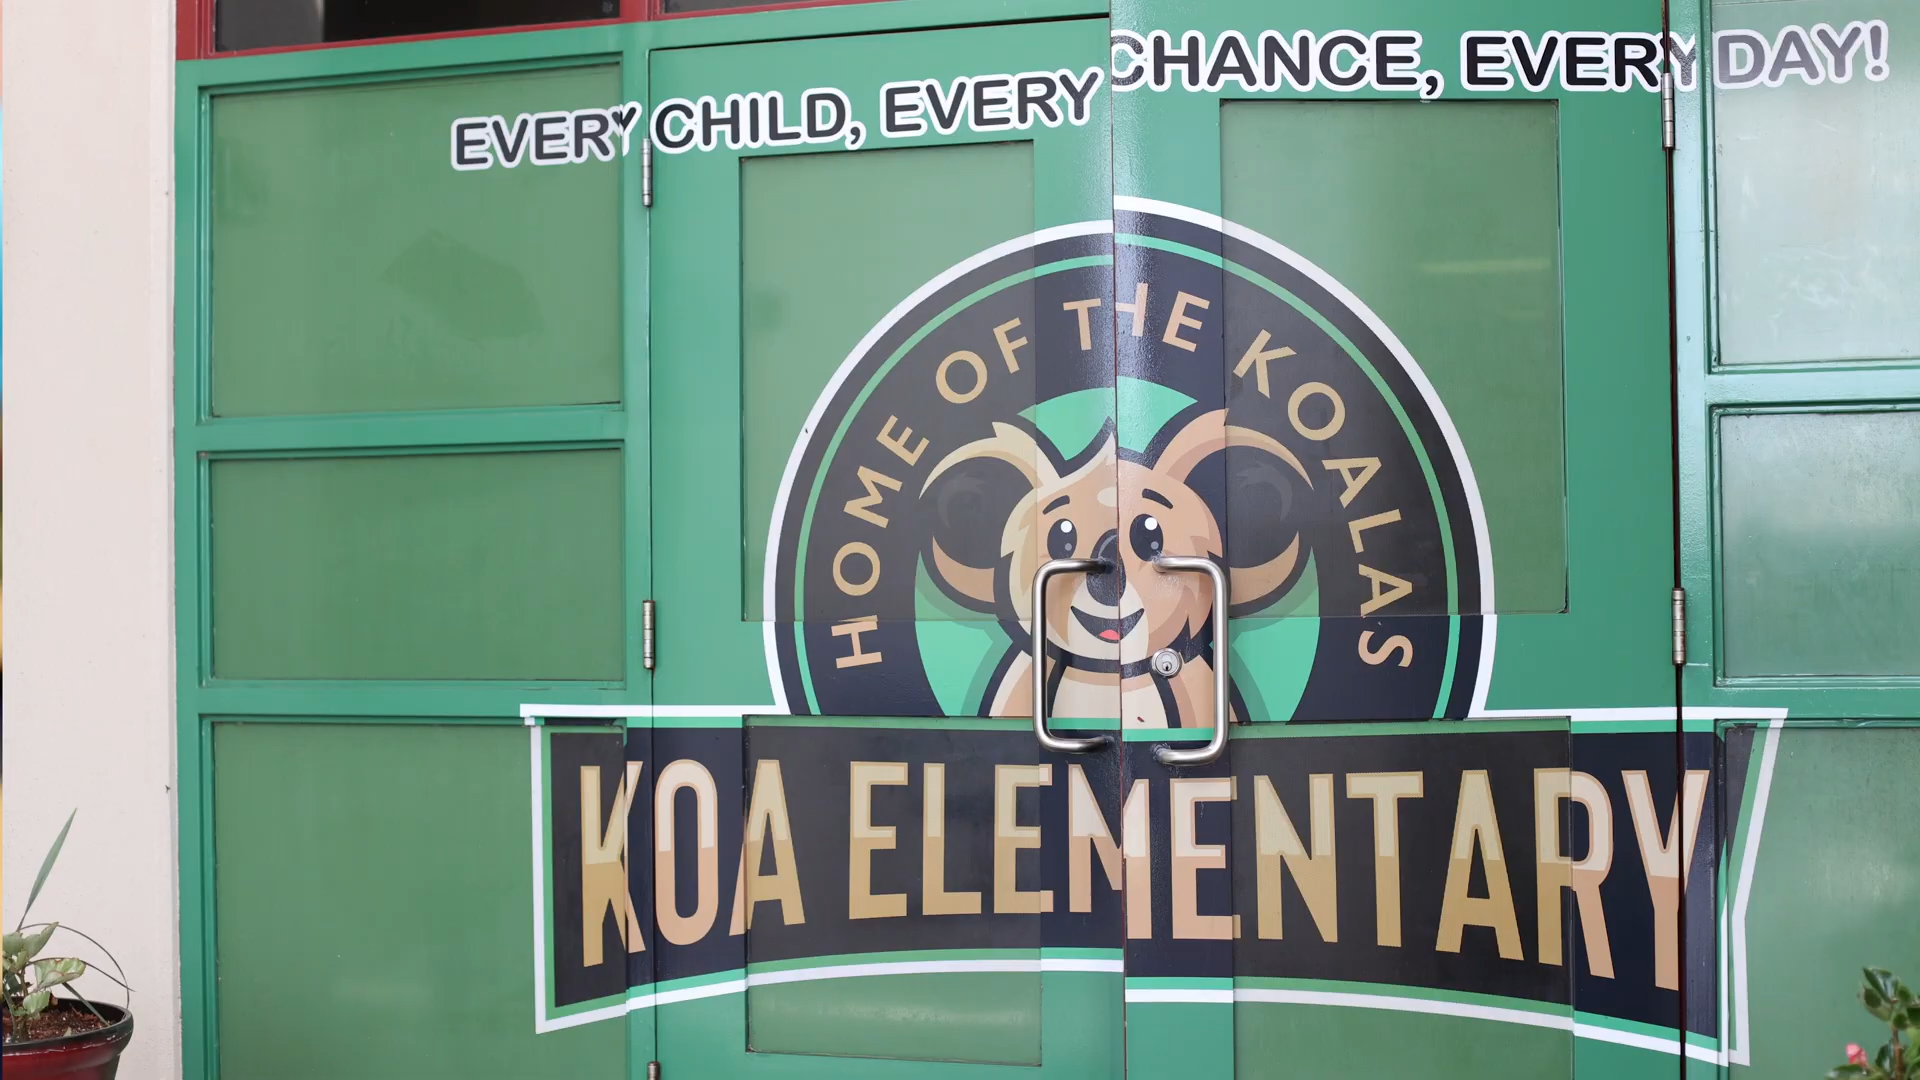 EVERY CHILD, EVERY CHANCE, EVERY DAY!
HOME OF THE KOALAS
KOA ELEMENTARY